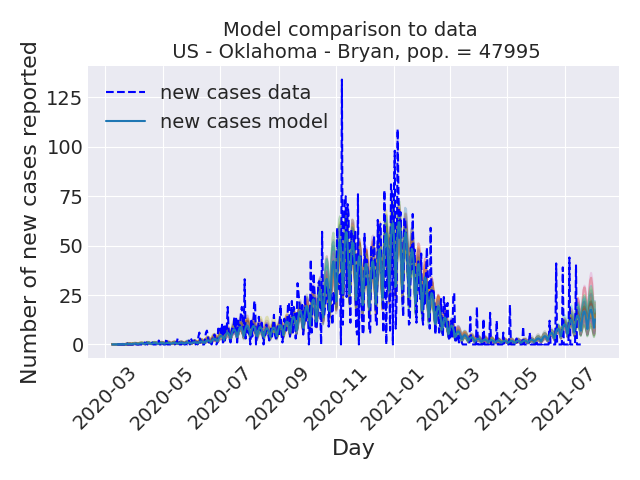 Model comparison to data
US - Oklahoma - Bryan, pop. = 47995
new cases data
new cases model
Number of new cases reported
125
100
75
50
25
0
2020-03
2020-05
2020-07
2020-09
2020-11
2021-01
2021-03
2021-05
2021-07
Day